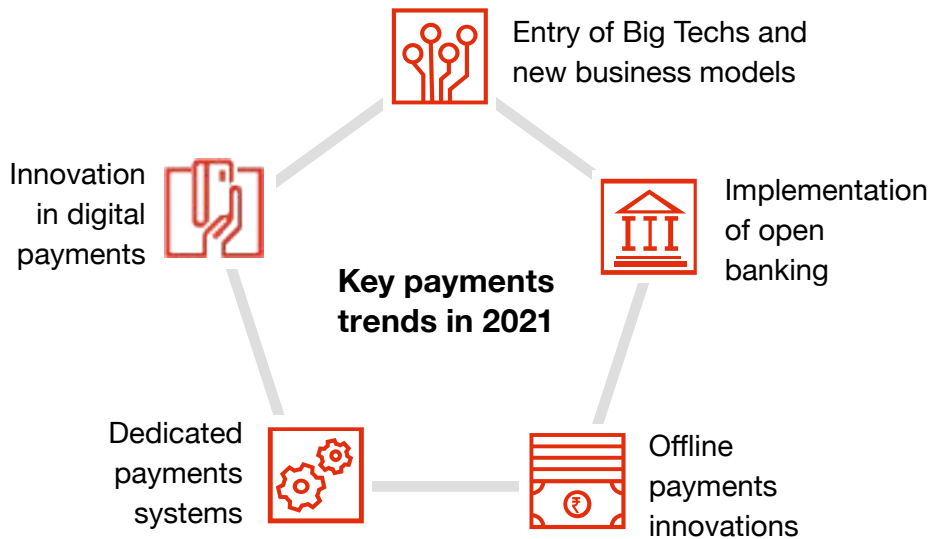 Entry of Big Techs and
new business models
Innovation
in digital
payments
Implementation
of open
banking
Key payments
trends in 2021
Dedicated
payments
systems
Offline
payments
innovations
₹